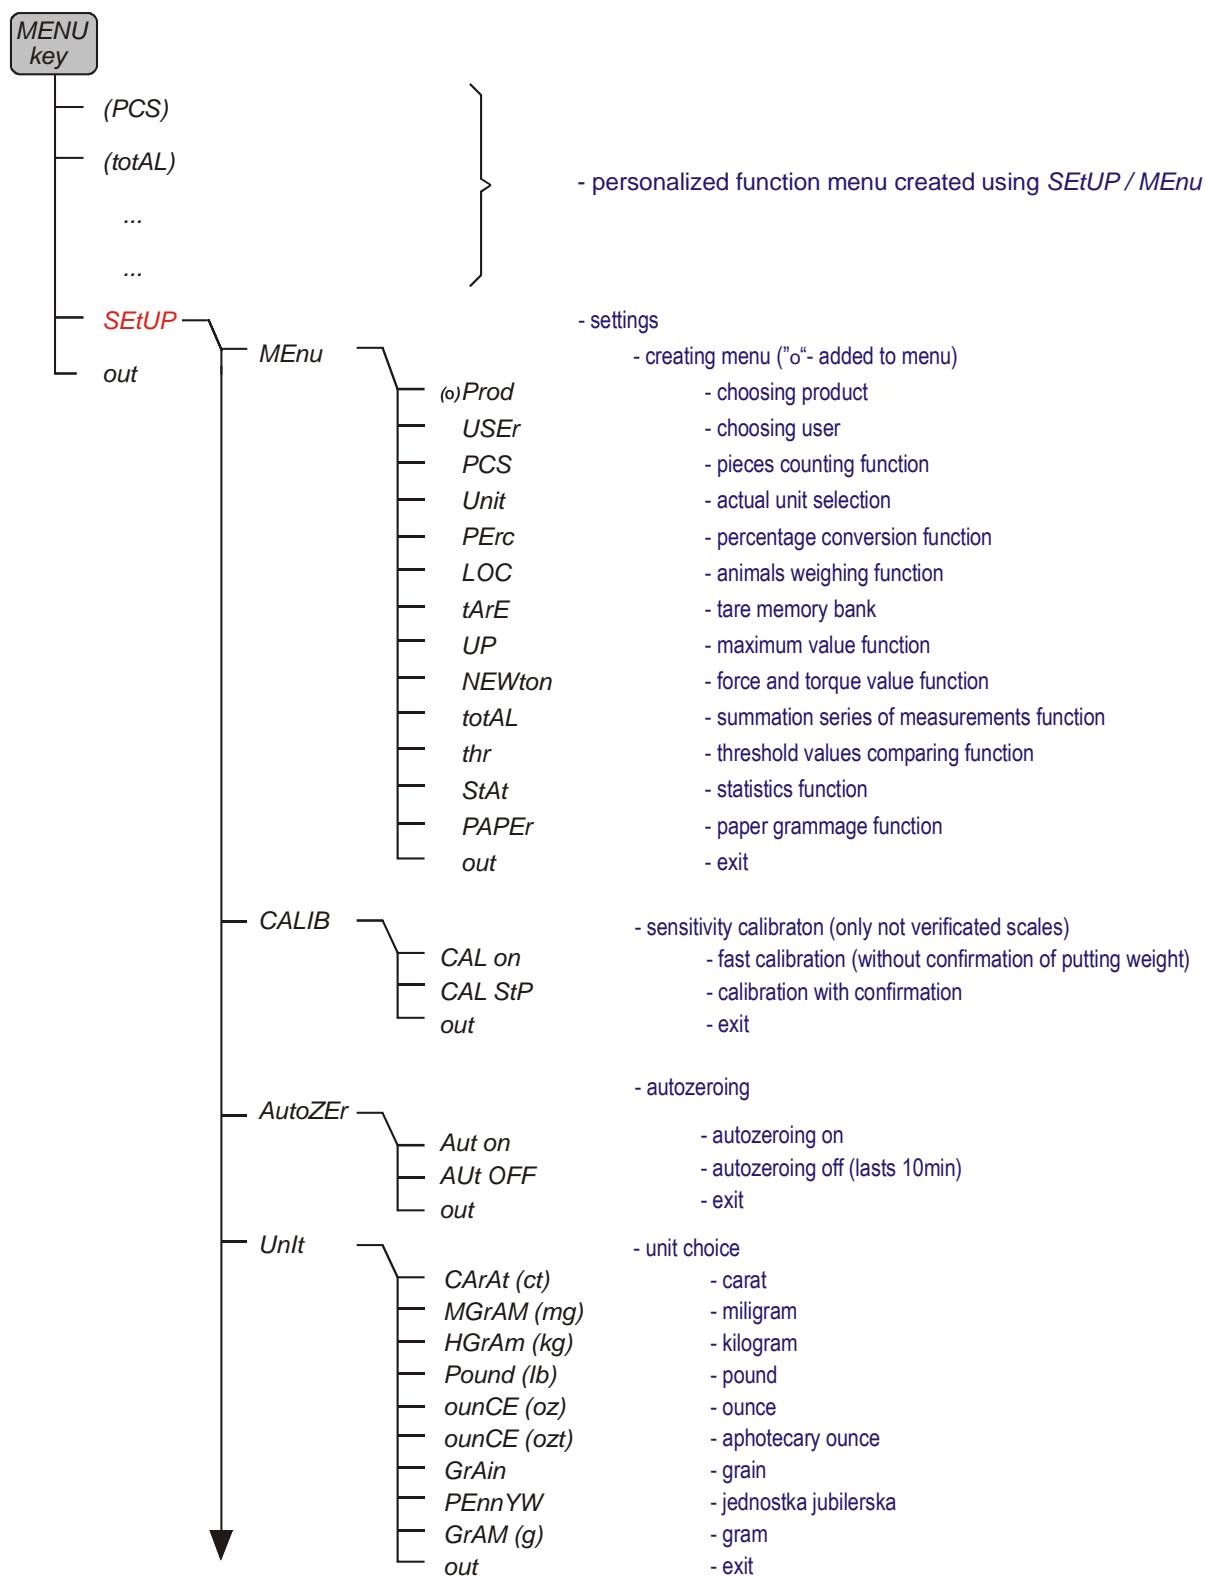 MENU
key
(PCS)
(totAL)
- personalized function menu created using SEtUP / MEnu
...
...
SEtUP - settings
MEnu - creating menu ("o"- added to menu)
out
(o)Prod - choosing product
USEr - choosing user
PCS - pieces counting function
Unit - actual unit selection
PErc - percentage conversion function
LOC - animals weighing function
tArE - tare memory bank
UP - maximum value function
NEWton - force and torque value function
totAL - summation series of measurements function
thr - threshold values comparing function
StAt - statistics function
PAPEr - paper grammage function
out - exit
CALIB - sensitivity calibraton (only not verificated scales)
CAL on - fast calibration (without confirmation of putting weight)
CAL StP - calibration with confirmation
out - exit
AutoZEr - autozeroing
Aut on - autozeroing on
AUt OFF - autozeroing off (lasts 10min)
out - exit
UnIt - unit choice
CArAt (ct) - carat
MGrAM (mg) - miligram
HGrAm (kg) - kilogram
Pound (lb) - pound
ounCE (oz) - ounce
ounCE (ozt) - aphotecary ounce
GrAin - grain
PEnnYW - jednostka jubilerska
GrAM (g) - gram
out - exit